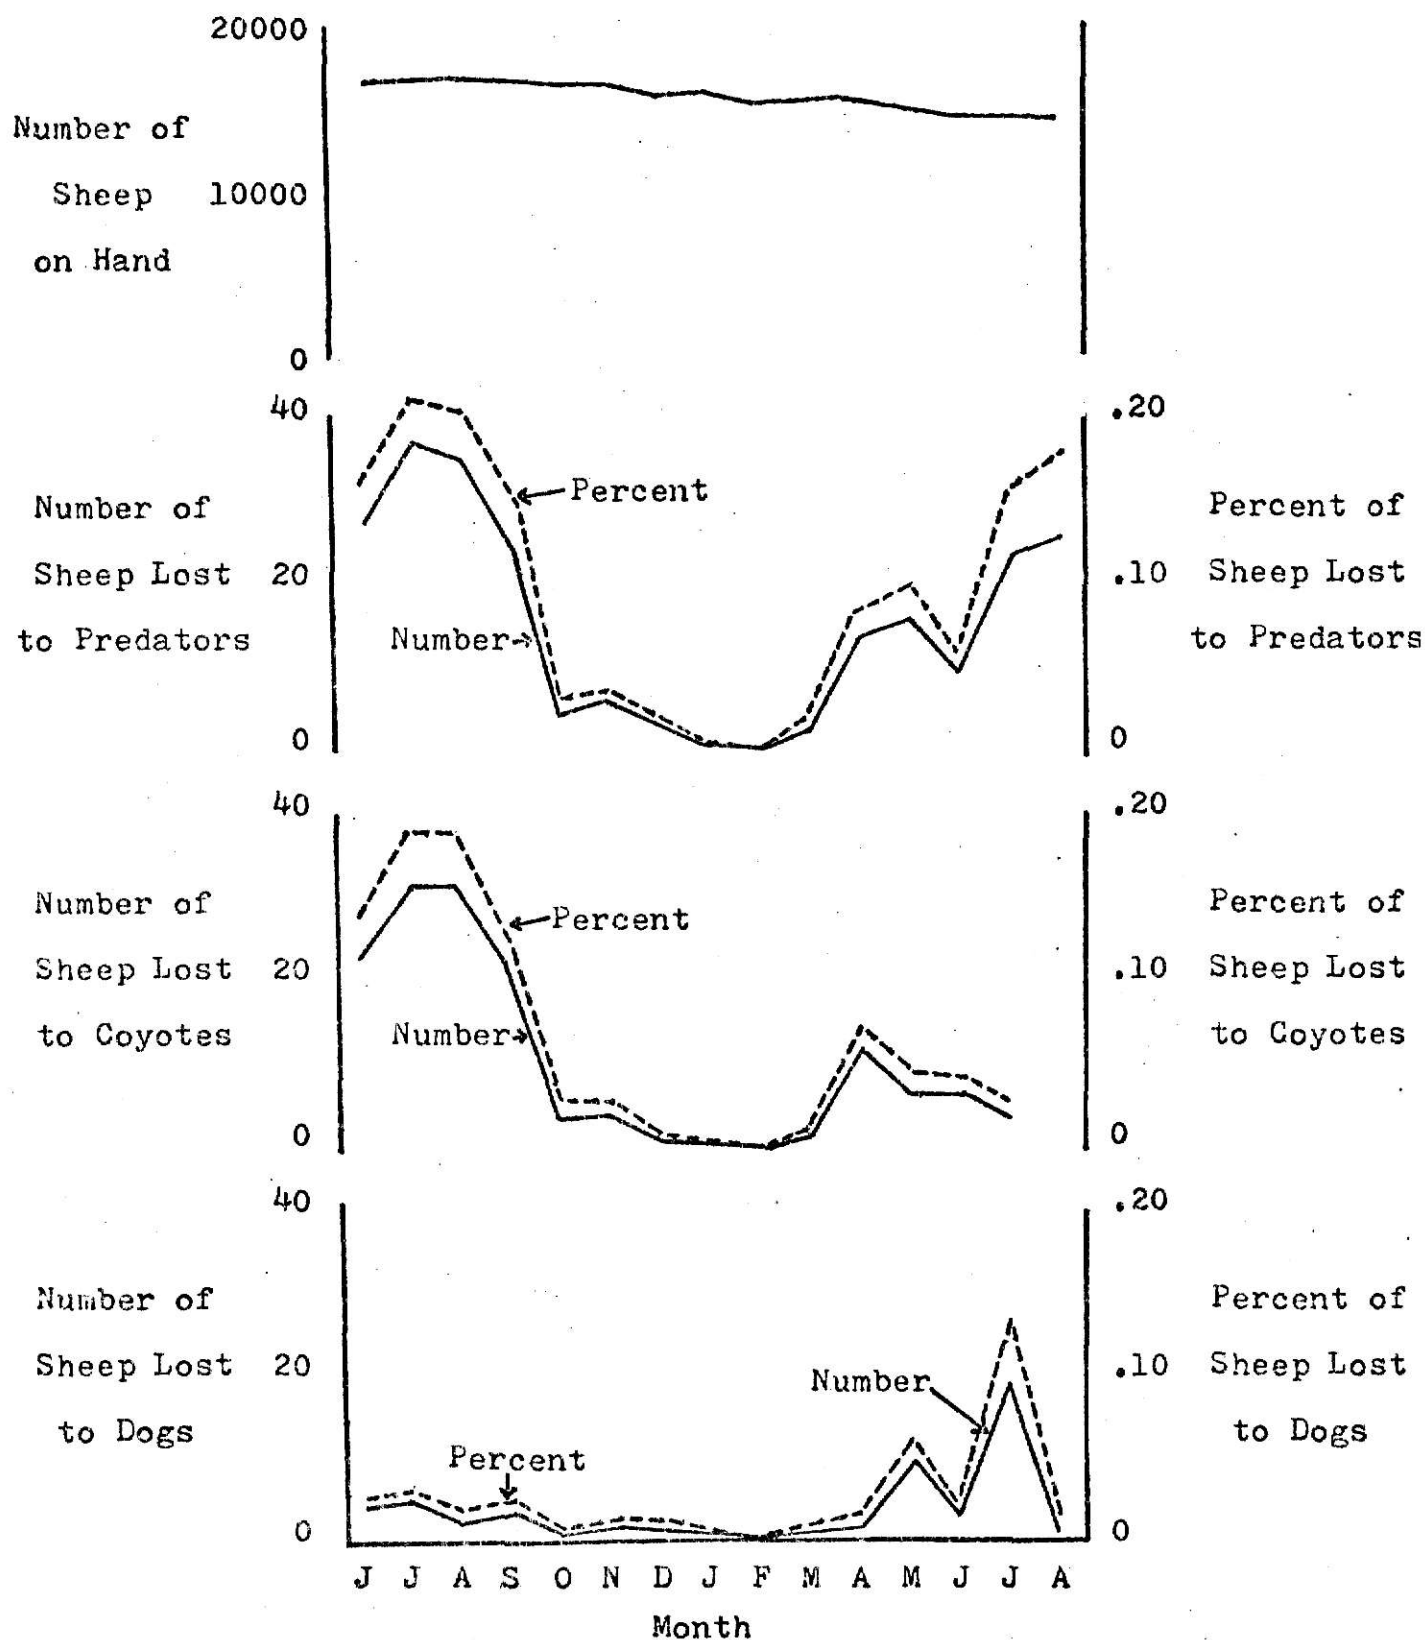 20000
Number of
Sheep 10000
on Hand
0
40 .20
Percent
Number of Percent of
Sheep Lost 20 .10 Sheep Lost
to Predators Number to Predators
0 0
40 .20
Number of Percent Percent of
Sheep Lost 20 .10 Sheep Lost
to Coyotes Number to Coyotes
0 0
40 .20
Number of Percent of
Sheep Lost 20 Number .10 Sheep Lost
to Dogs Percent to Dogs
0 0
J J A S O N D J F M A M J J A
Month